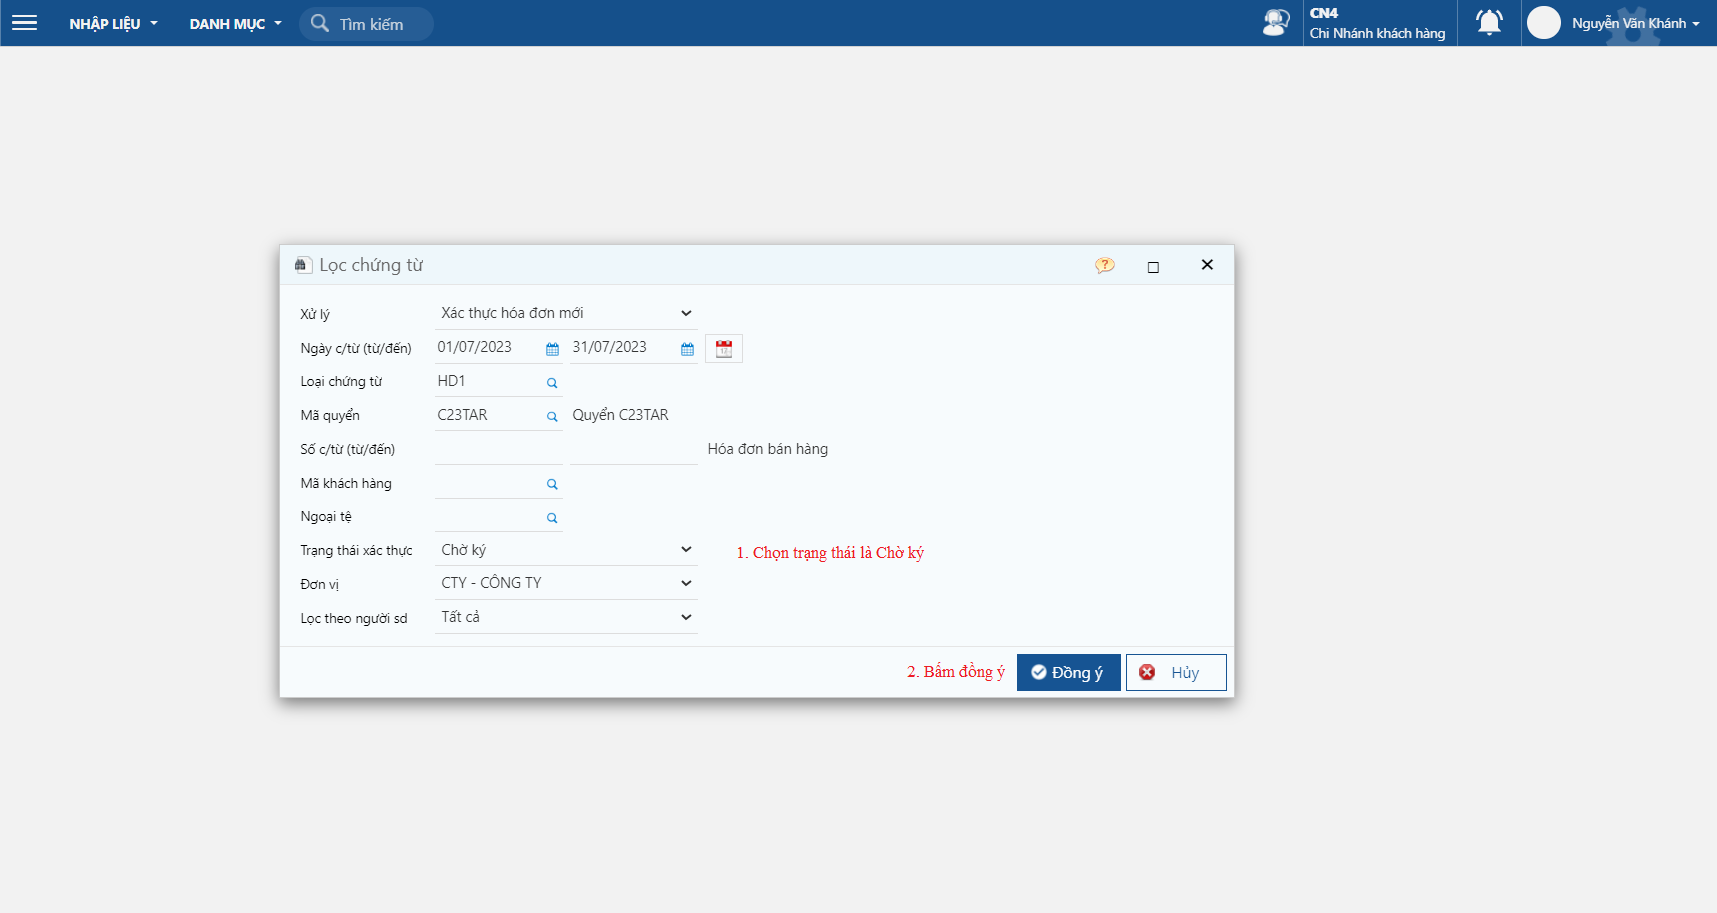 NHẬP LIỆU DANH MỤC Tìm kiếm CN4
Chi Nhánh khách hàng Nguyễn Văn Khánh
Lọc chứng từ
Xử lý Xác thực hóa đơn mới
Ngày c/từ (từ/đến) 01/07/2023 31/07/2023
Loại chứng từ HD1
Mã quyển C23TAR Quyển C23TAR
Số c/từ (từ/đến) Hóa đơn bán hàng
Mã khách hàng
Ngoại tệ
Trạng thái xác thực Chờ ký 1. Chọn trạng thái là Chờ ký
Đơn vị CTY - CÔNG TY
Lọc theo người sd Tất cả
2. Bấm đồng ý Đồng ý Hủy